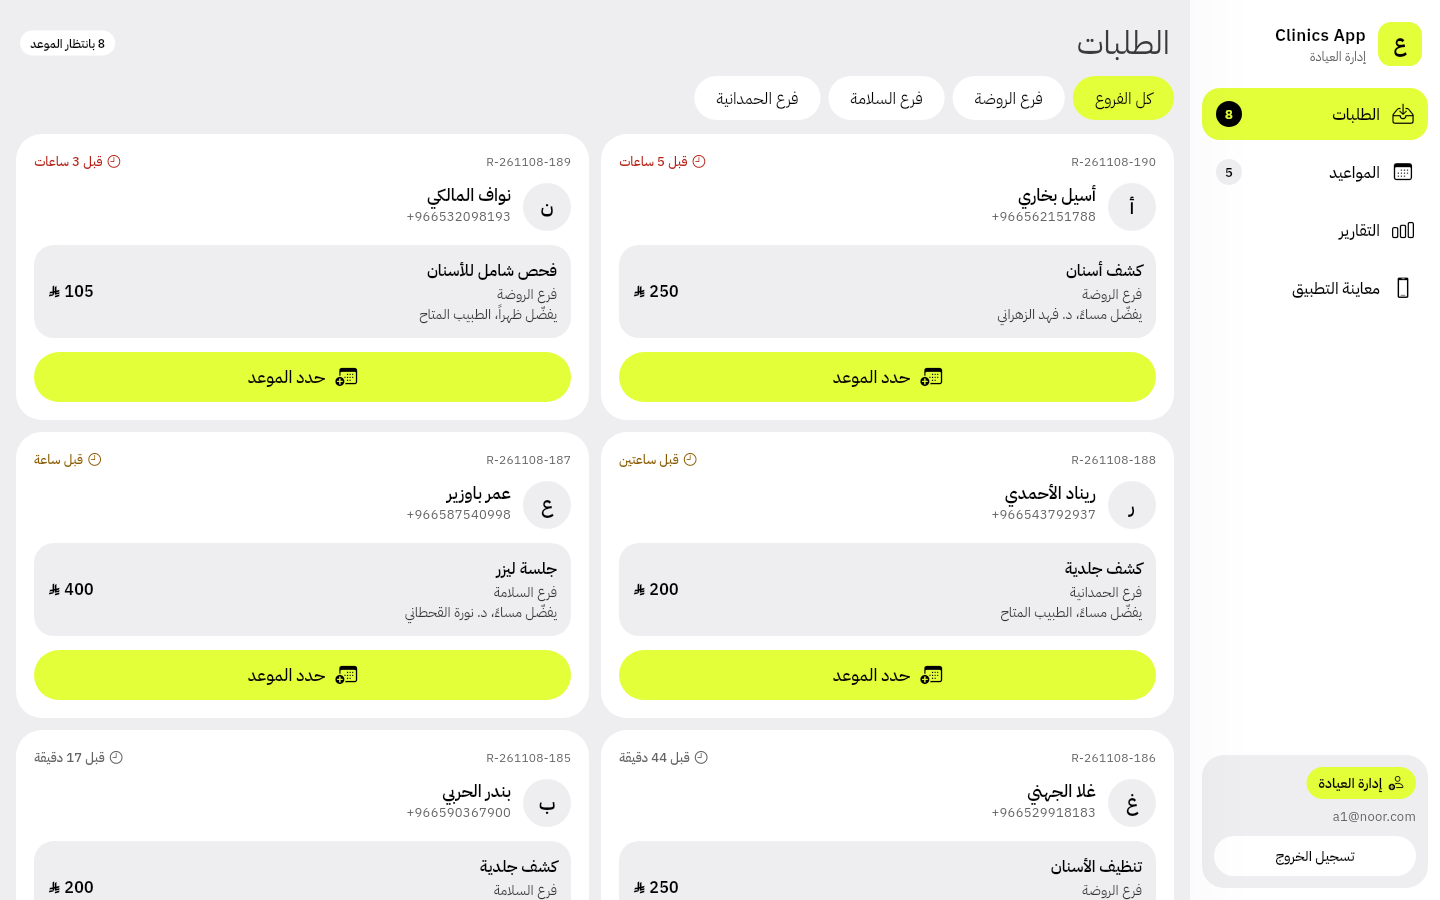 ع
Clinics App
إدارة العيادة
الطلبات
8
المواعيد
5
التقارير
معاينة التطبيق
إدارة العيادة
a1@noor.com
تسجيل الخروج
الطلبات
8 بانتظار الموعد
كل الفروع
فرع الروضة
فرع السلامة
فرع الحمدانية
R-261108-190
قبل 5 ساعات
أ
أسيل بخاري
+966562151788
كشف أسنان
فرع الروضة
يفضّل مساءً، د. فهد الزهراني
250
حدد الموعد
R-261108-189
قبل 3 ساعات
ن
نواف المالكي
+966532098193
فحص شامل للأسنان
فرع الروضة
يفضّل ظهراً، الطبيب المتاح
105
حدد الموعد
R-261108-188
قبل ساعتين
ر
ريناد الأحمدي
+966543792937
كشف جلدية
فرع الحمدانية
يفضّل مساءً، الطبيب المتاح
200
حدد الموعد
R-261108-187
قبل ساعة
ع
عمر باوزير
+966587540998
جلسة ليزر
فرع السلامة
يفضّل مساءً، د. نورة القحطاني
400
حدد الموعد
R-261108-186
قبل 44 دقيقة
غ
غلا الجهني
+966529918183
تنظيف الأسنان
فرع الروضة
250
R-261108-185
قبل 17 دقيقة
ب
بندر الحربي
+966590367900
كشف جلدية
فرع السلامة
200